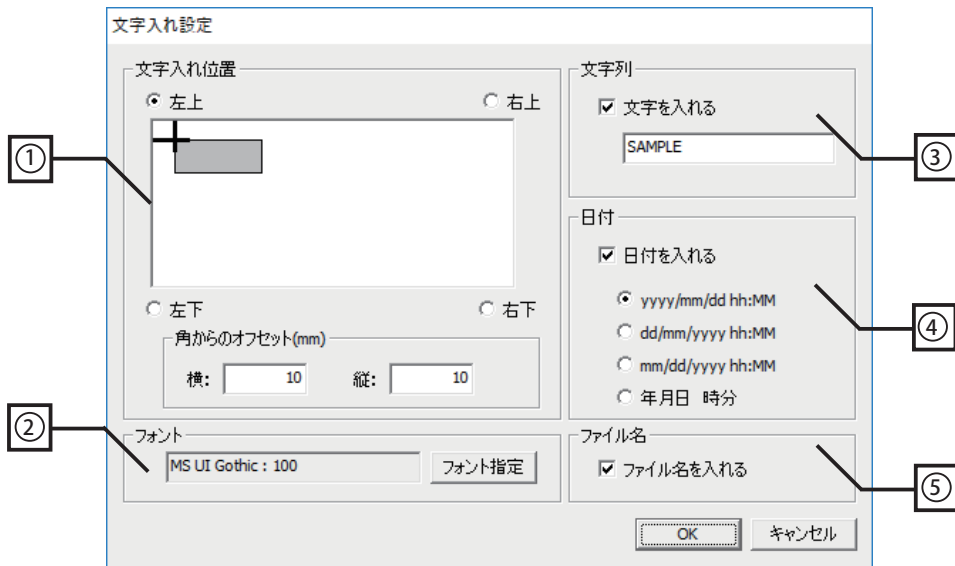 文字入れ設定
文字入れ位置
左上
右上
①
左下
右下
角からのオフセット(mm)
横: 10 縦: 10
②
フォント
MS UI Gothic : 100
フォント指定
文字列
文字を入れる
SAMPLE
③
日付
日付を入れる
yyyy/mm/dd hh:MM
dd/mm/yyyy hh:MM
mm/dd/yyyy hh:MM
年月日 時分
④
ファイル名
ファイル名を入れる
⑤
OK キャンセル